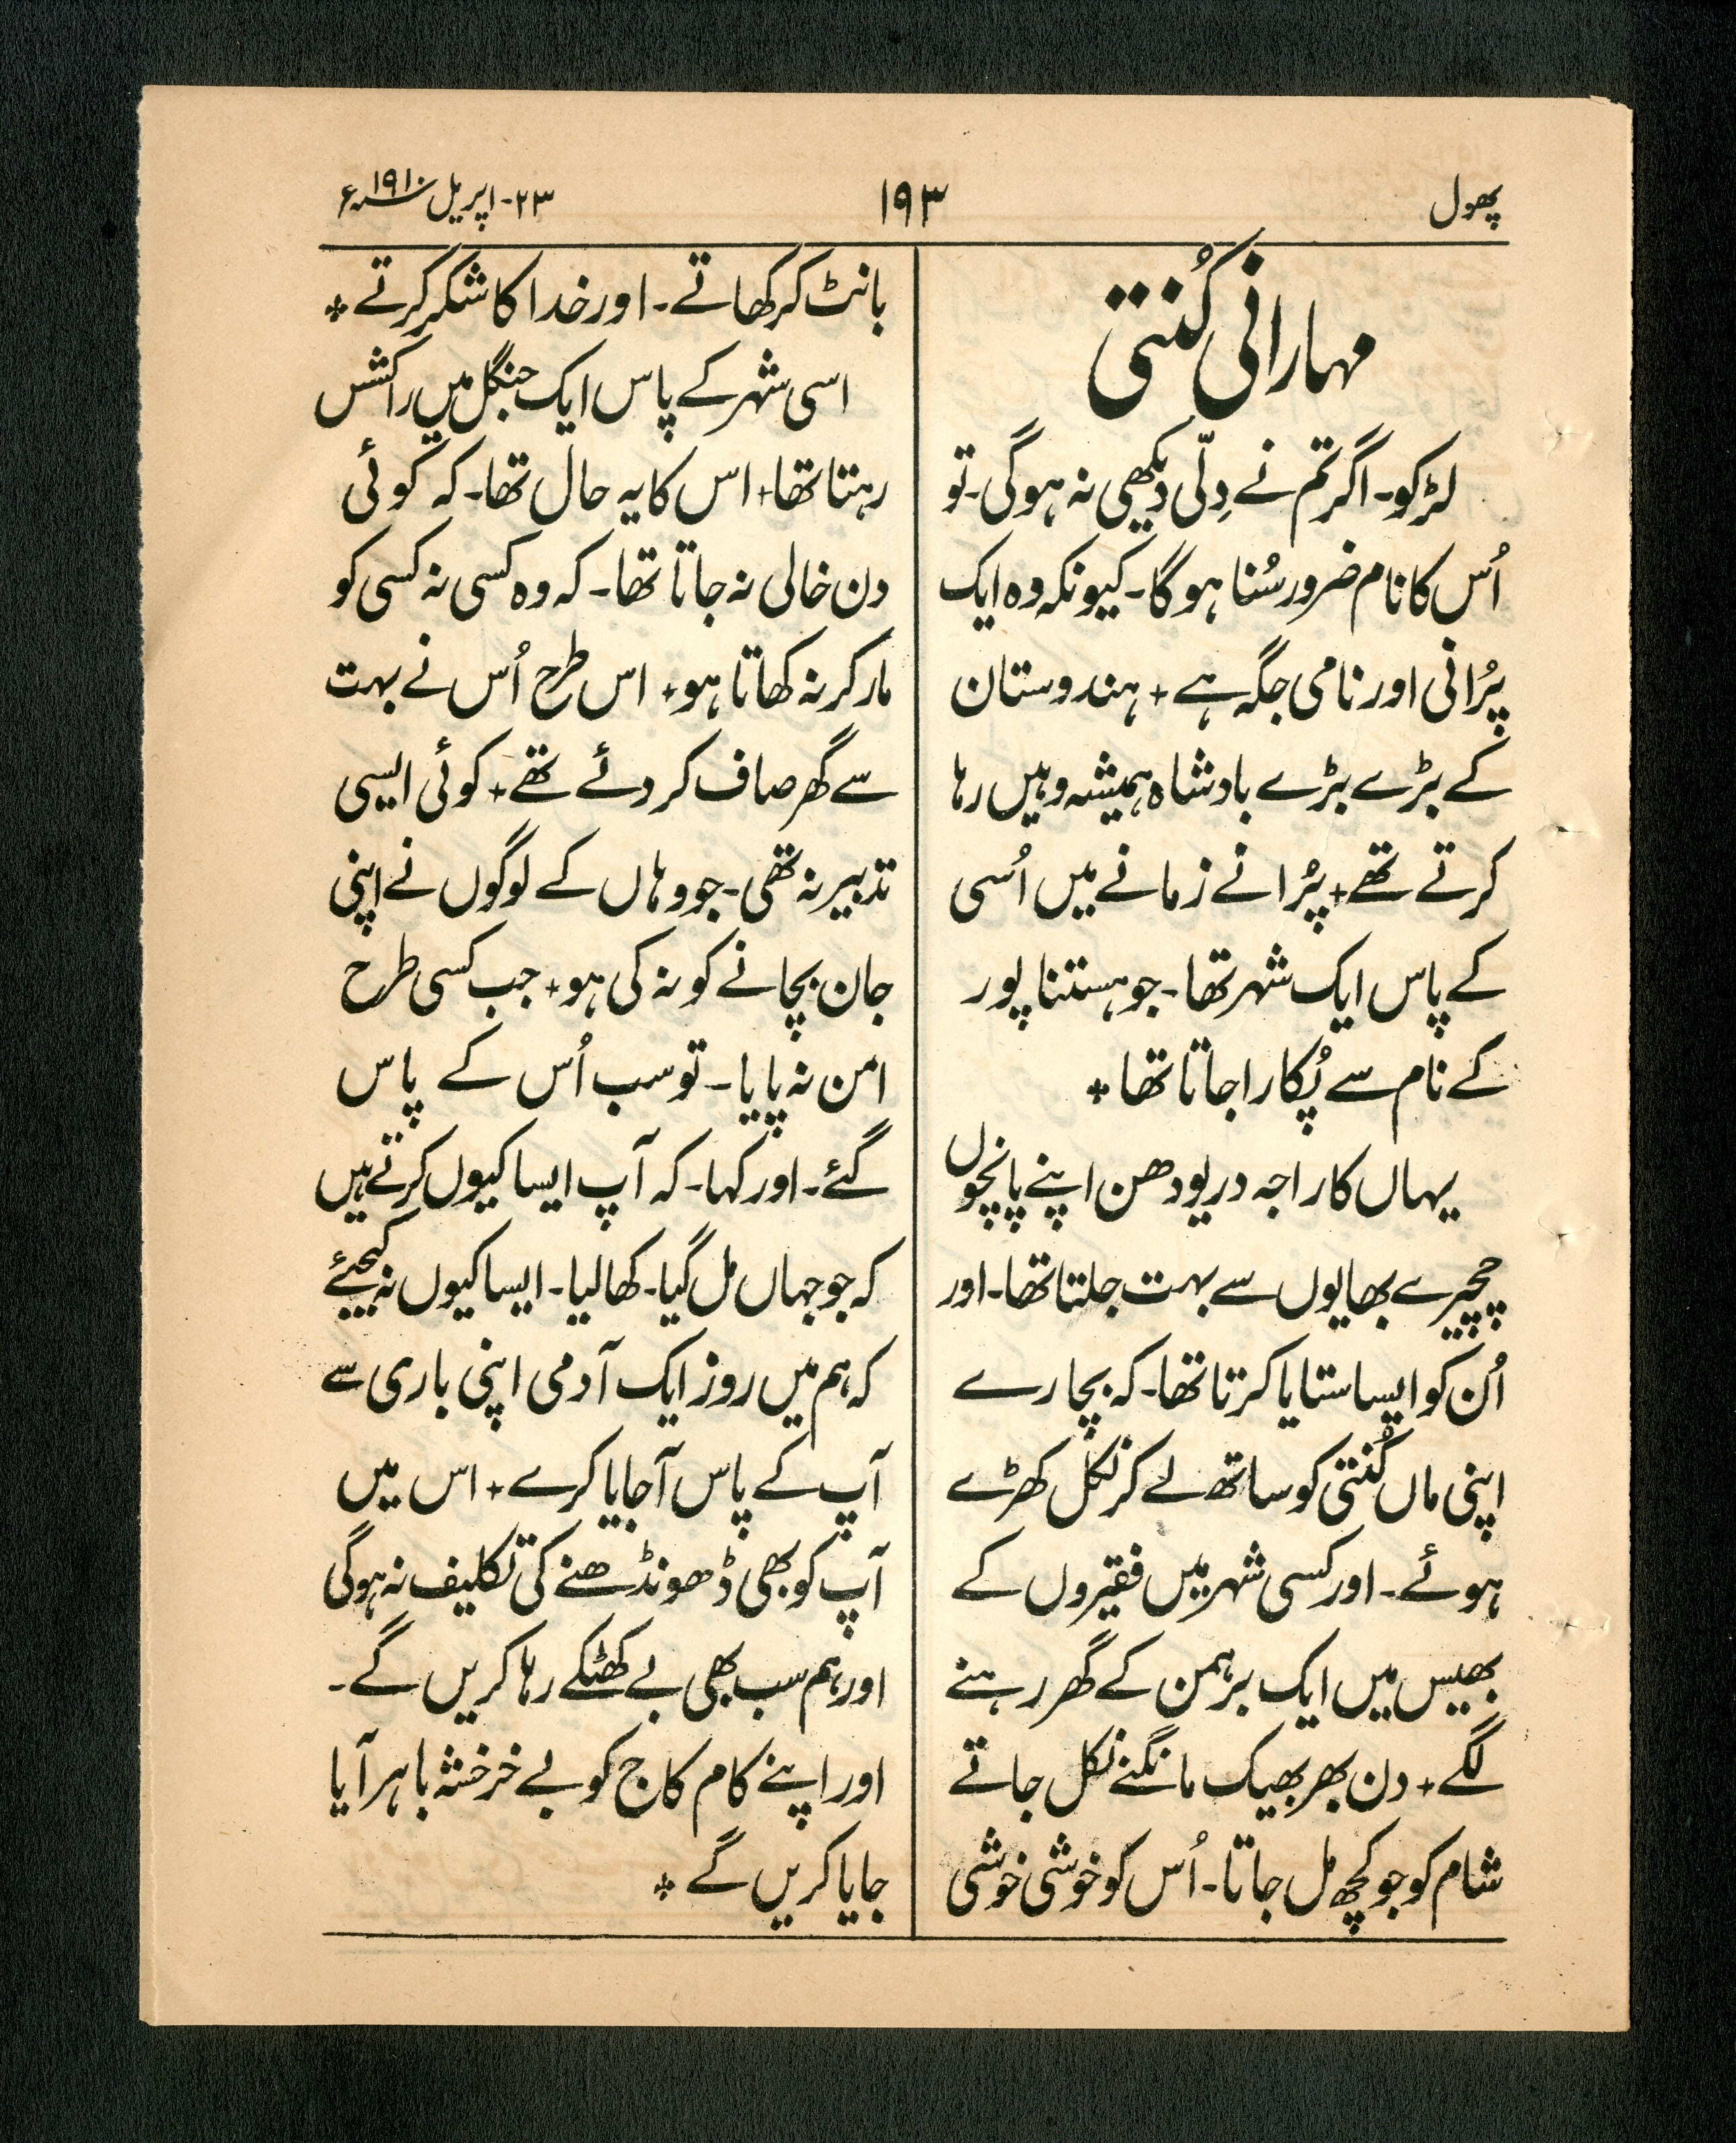 پھول
۱۹۳
۲۳-اپریل ۱۹۱۰ء
مہارانی کُنتی
لڑکو۔ اگر تم نے دِلّی دیکھی نہ ہوگی۔ تو
اُس کا نام ضرور سُنا ہوگا۔ کیونکہ وہ ایک
پُرانی اور نامی جگہ ہے + ہندوستان
کے بڑے بڑے بادشاہ ہمیشہ وہیں رہا
کرتے تھے + پُرانے زمانے میں اُسی
کے پاس ایک شہر تھا۔ جو ہستنا پور
کے نام سے پُکارا جاتا تھا ٭
یہاں کا راجہ دریودھن اپنے پانچوں
چچیرے بھایوں سے بہت جلتا تھا۔ اور
اُن کو ایسا ستایا کرتا تھا۔ کہ بچارے
اپنی ماں کُنتی کو ساتھ لے کر نکل کھڑے
ہوئے۔ اور کسی شہر میں فقیروں کے
بھیس میں ایک برہمن کے گھر رہنے
لگے + دن بھر بھیک مانگنے نکل جاتے
شام کو جو کچھ مل جاتا۔ اُس کو خوشی خوشی
بانٹ کر کھاتے۔ اور خدا کا شکر کرتے ٭
اسی شہر کے پاس ایک جنگل میں راکشس
رہتا تھا + اس کا یہ حال تھا۔ کہ کوئی
دن خالی نہ جاتا تھا۔ کہ وہ کسی نہ کسی کو
مار کر نہ کھاتا ہو + اس طرح اُس نے بہت
سے گھر صاف کر دئے تھے + کوئی ایسی
تدبیر نہ تھی۔ جو وہاں کے لوگوں نے اپنی
جان بچانے کو نہ کی ہو + جب کسی طرح
امن نہ پایا۔ تو سب اُس کے پاس
گئے۔ اور کہا۔ کہ آپ ایسا کیوں کرتے ہیں
کہ جو جہاں مل گیا۔ کھا لیا۔ ایسا کیوں نہ کیجئے
کہ ہم میں روز ایک آدمی اپنی باری سے
آپ کے پاس آجایا کرے + اس میں
آپ کو بھی ڈھونڈھنے کی تکلیف نہ ہوگی
اور ہم سب بھی بے کھٹکے رہا کریں گے۔
اور اپنے کام کاج کو بے خرخشہ باہر آیا
جایا کریں گے ٭